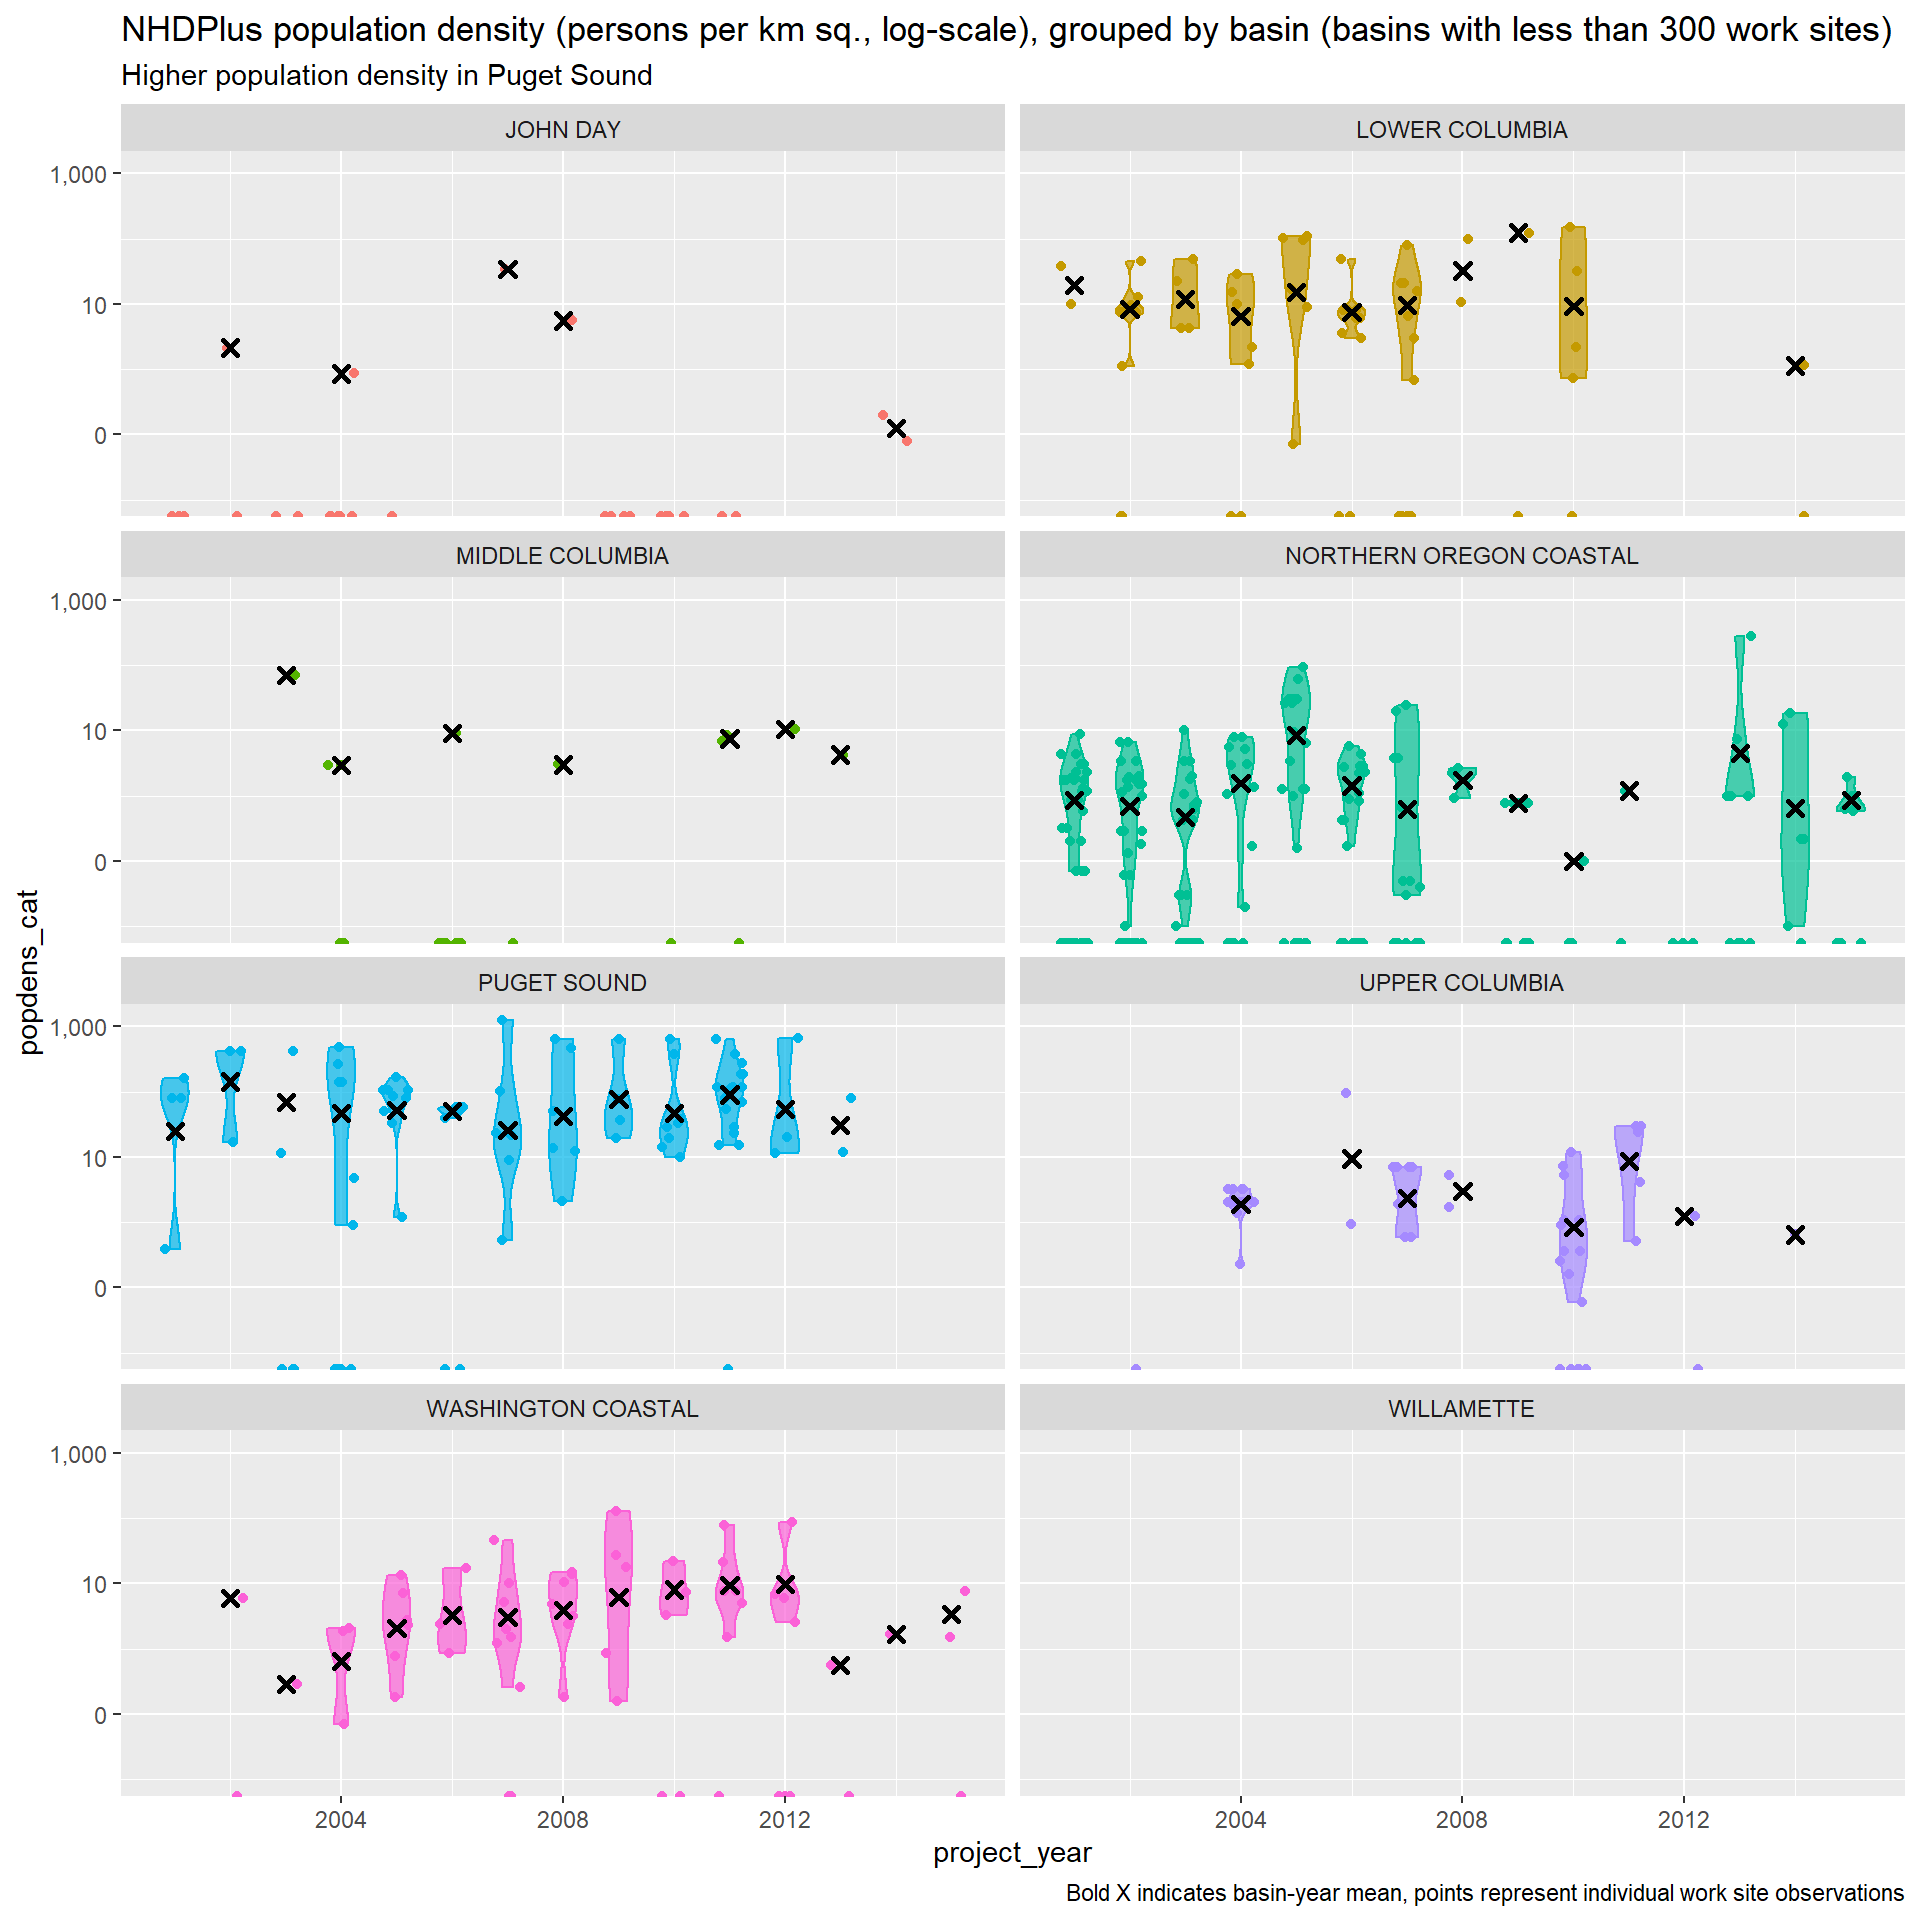 NHDPlus population density (persons per km sq., log-scale), grouped by basin (basins with less than 300 work sites)
Higher population density in Puget Sound
JOHN DAY
LOWER COLUMBIA
1,000
10
0
MIDDLE COLUMBIA
NORTHERN OREGON COASTAL
1,000
10
0
popdens_cat
PUGET SOUND
UPPER COLUMBIA
1,000
10
0
WASHINGTON COASTAL
WILLAMETTE
1,000
10
0
2004 2008 2012
2004 2008 2012
project_year
Bold X indicates basin-year mean, points represent individual work site observations